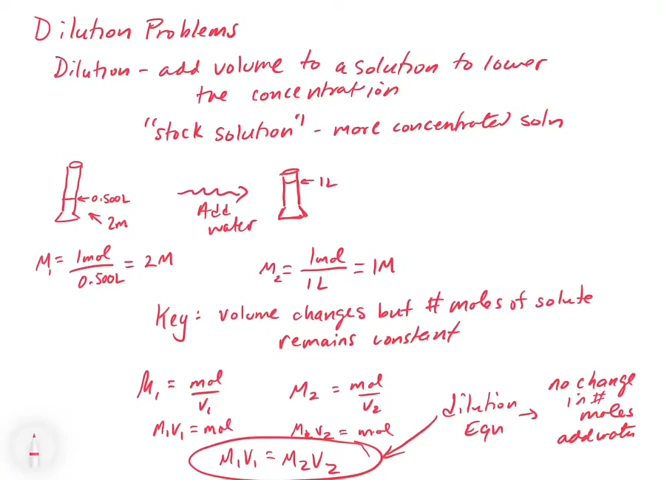 Dilution Problems
Dilution - add volume to a solution to lower
the concentration
"stock solution" - more concentrated soln
0.500L
2M
Add
water
1L
M₁ = 1mol/0.500L = 2M
M₂ = 1mol/1L = 1M
Key: volume changes but # moles of solute
remains constant
M₁ = mol/V₁
M₂ = mol/V₂
M₁V₁ = mol
M₂V₂ = mol
M₁V₁ = M₂V₂
dilution
Eqn
no change
in #
moles
add water